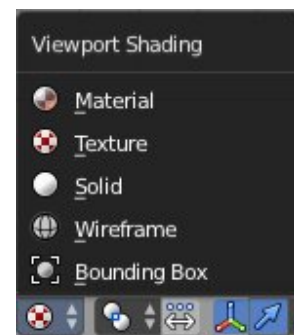 Viewport Shading
Material
Texture
Solid
Wireframe
Bounding Box